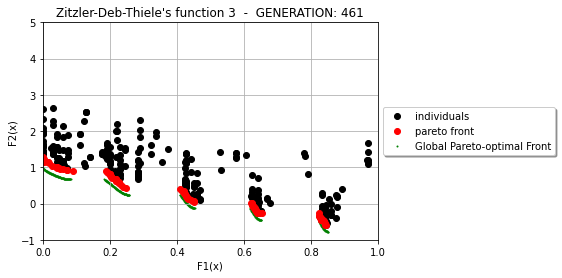 Zitzler-Deb-Thiele's function 3 - GENERATION: 461
F2(x)
5
4
3
2
1
0
−1
0.0 0.2 0.4 0.6 0.8 1.0
F1(x)
individuals
pareto front
Global Pareto-optimal Front